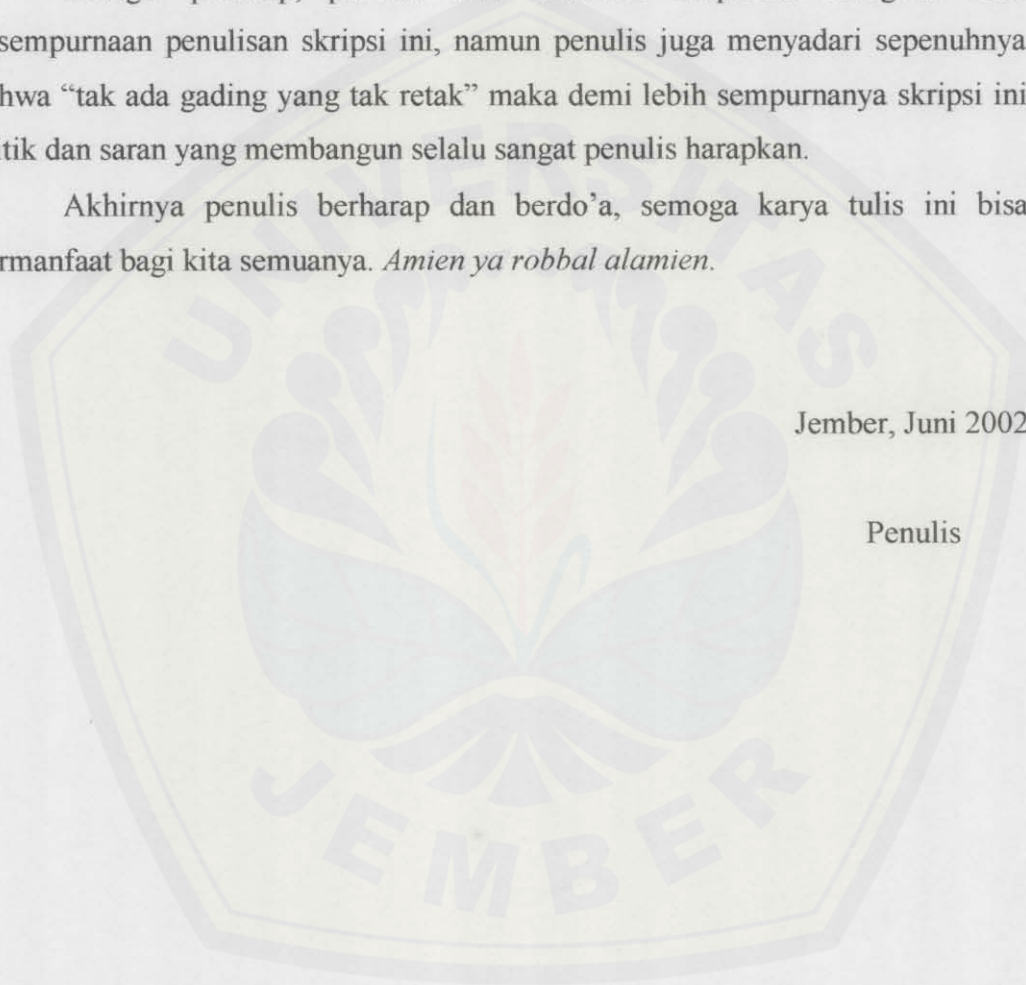 sempurnaan penulisan skripsi ini, namun penulis juga menyadari sepenuhnya
hwa “tak ada gading yang tak retak” maka demi lebih sempurnanya skripsi ini
itik dan saran yang membangun selalu sangat penulis harapkan.
Akhirnya penulis berharap dan berdo’a, semoga karya tulis ini bisa
rmanfaat bagi kita semuanya. Amien ya robbal alamien.
UNIVERSITAS
Jember, Juni 2002
Penulis
JEMBER